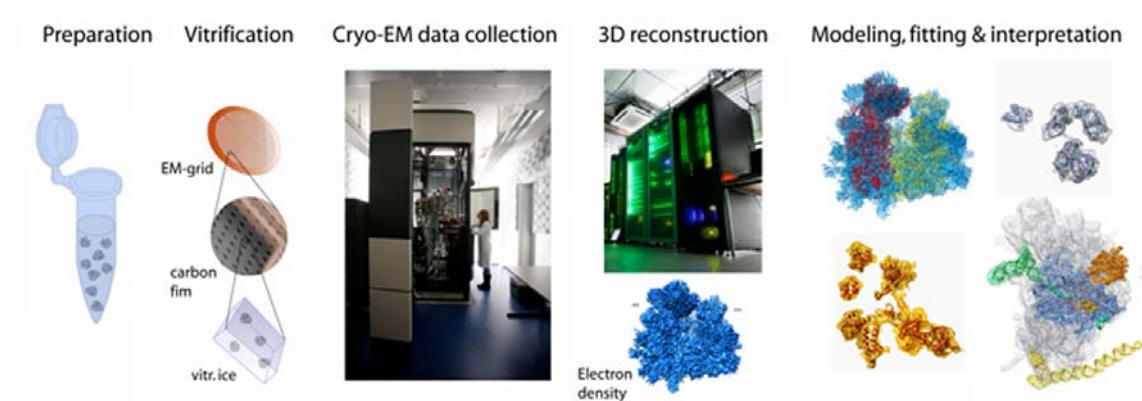 Preparation
Vitrification
Cryo-EM data collection
3D reconstruction
Modeling, fitting & interpretation
EM-grid
carbon
fim
vitr. ice
Electron
density